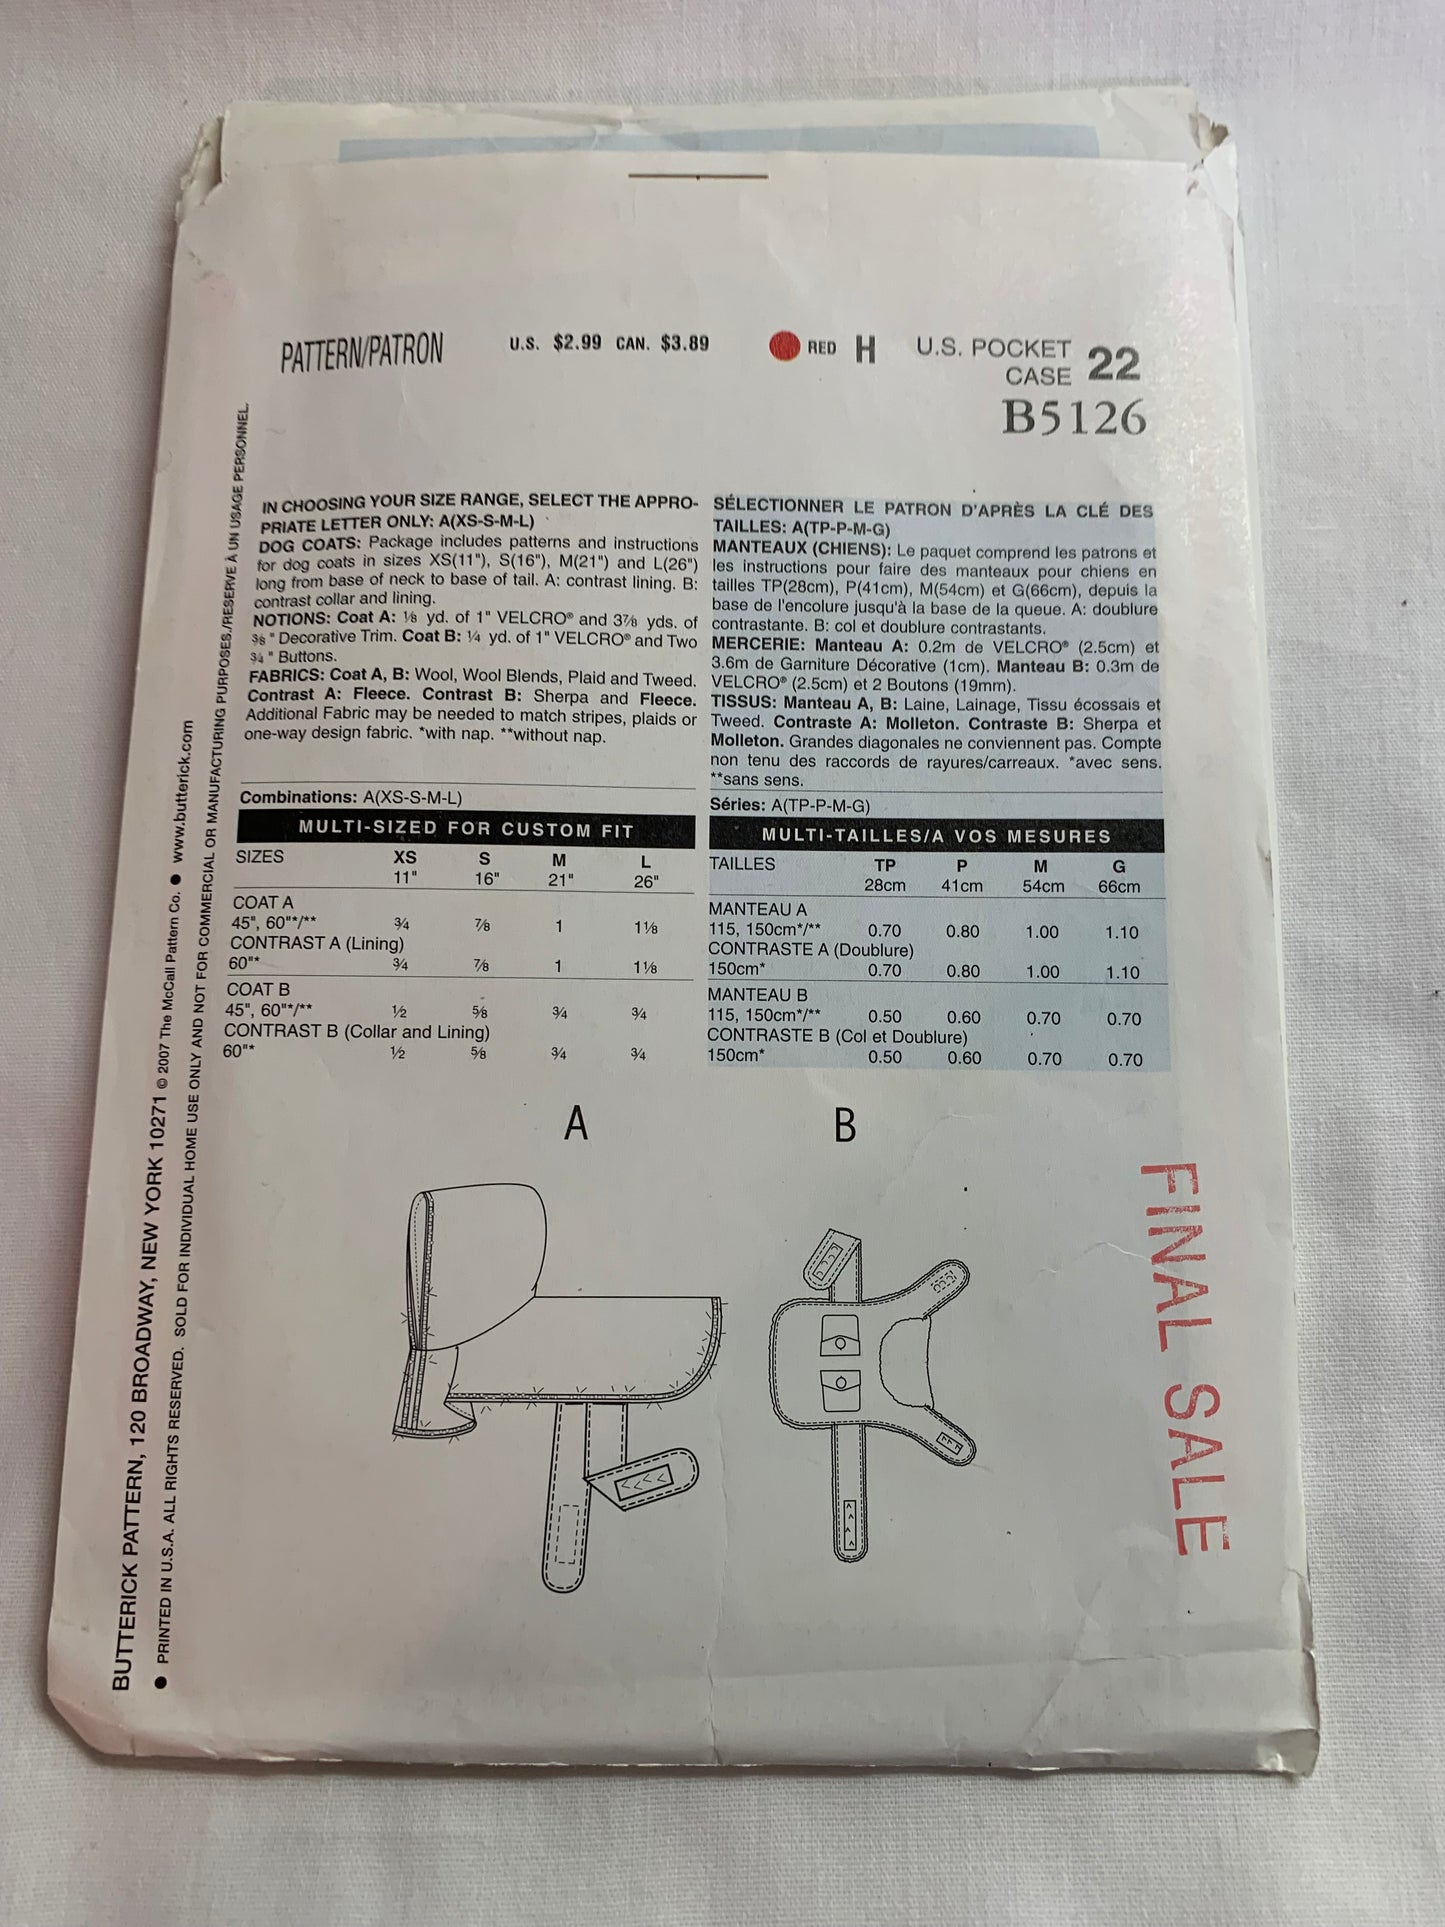 PATTERN/PATRON
U.S. $2.99 CAN. $3.89
RED H
U.S. POCKET
CASE 22
B5126
IN CHOOSING YOUR SIZE RANGE, SELECT THE APPRO-
PRIATE LETTER ONLY: A(XS-S-M-L)
DOG COATS: Package includes patterns and instructions
for dog coats in sizes XS(11"), S(16"), M(21") and L(26")
long from base of neck to base of tail. A: contrast lining. B:
contrast collar and lining.
NOTIONS: Coat A: ⅛ yd. of 1" VELCRO® and 3⅞ yds. of
⅜ " Decorative Trim. Coat B: ¼ yd. of 1" VELCRO® and Two
¾ " Buttons.
FABRICS: Coat A, B: Wool, Wool Blends, Plaid and Tweed.
Contrast A: Fleece. Contrast B: Sherpa and Fleece.
Additional Fabric may be needed to match stripes, plaids or
one-way design fabric. *with nap. **without nap.
Combinations: A(XS-S-M-L)
MULTI-SIZED FOR CUSTOM FIT
SIZES XS S M L
11" 16" 21" 26"
COAT A
45", 60"*/** ¾ ⅞ 1 1⅛
CONTRAST A (Lining)
60"* ¾ ⅞ 1 1⅛
COAT B
45", 60"*/** ½ ⅝ ¾ ¾
CONTRAST B (Collar and Lining)
60"* ½ ⅝ ¾ ¾
SÉLECTIONNER LE PATRON D'APRÈS LA CLÉ DES
TAILLES: A(TP-P-M-G)
MANTEAUX (CHIENS): Le paquet comprend les patrons et
les instructions pour faire des manteaux pour chiens en
tailles TP(28cm), P(41cm), M(54cm) et G(66cm), depuis la
base de l'encolure jusqu'à la base de la queue. A: doublure
contrastante. B: col et doublure contrastants.
MERCERIE: Manteau A: 0.2m de VELCRO® (2.5cm) et
3.6m de Garniture Décorative (1cm). Manteau B: 0.3m de
VELCRO® (2.5cm) et 2 Boutons (19mm).
TISSUS: Manteau A, B: Laine, Lainage, Tissu écossais et
Tweed. Contraste A: Molleton. Contraste B: Sherpa et
Molleton. Grandes diagonales ne conviennent pas. Compte
non tenu des raccords de rayures/carreaux. *avec sens.
**sans sens.
Séries: A(TP-P-M-G)
MULTI-TAILLES/A VOS MESURES
TAILLES TP P M G
28cm 41cm 54cm 66cm
MANTEAU A
115, 150cm*/** 0.70 0.80 1.00 1.10
CONTRASTE A (Doublure)
150cm* 0.70 0.80 1.00 1.10
MANTEAU B
115, 150cm*/** 0.50 0.60 0.70 0.70
CONTRASTE B (Col et Doublure)
150cm* 0.50 0.60 0.70 0.70
A
B
FINAL SALE
BUTTERICK PATTERN, 120 BROADWAY, NEW YORK 10271 © 2007 The McCall Pattern Co. ● www.butterick.com
● PRINTED IN U.S.A. ALL RIGHTS RESERVED. SOLD FOR INDIVIDUAL HOME USE ONLY AND NOT FOR COMMERCIAL OR MANUFACTURING PURPOSES./RESERVE À UN USAGE PERSONNEL.